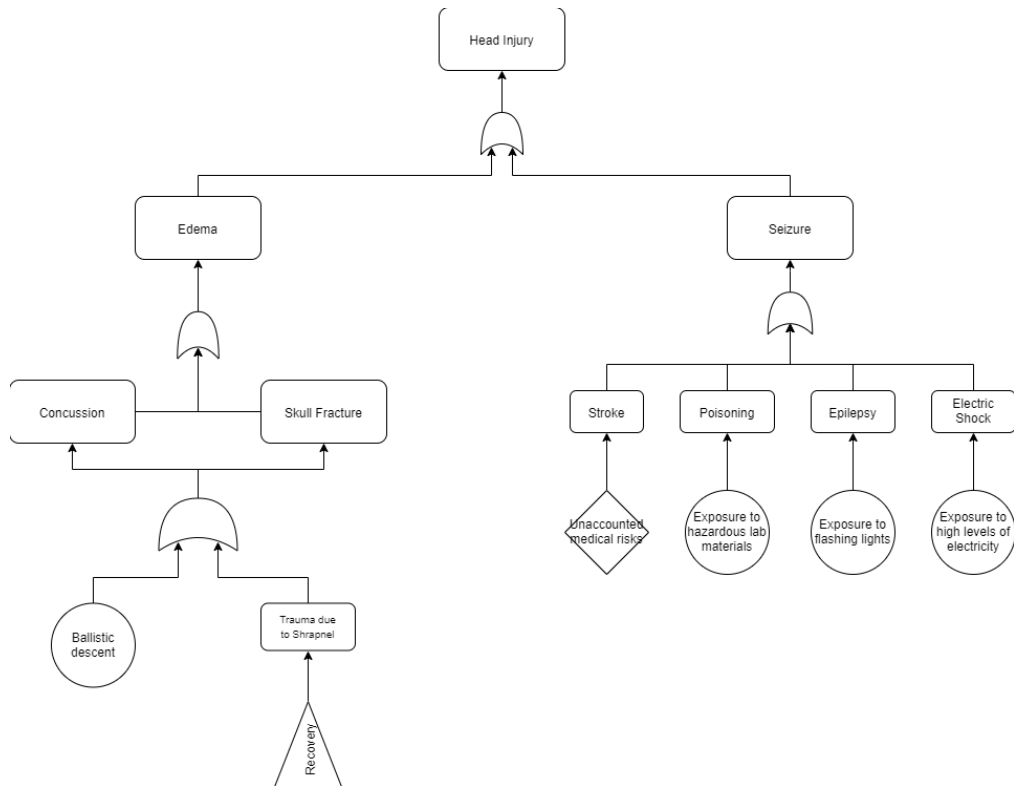 Head Injury
Edema
Seizure
Concussion
Skull Fracture
Stroke
Poisoning
Epilepsy
Electric
Shock
Unaccounted
medical risks
Exposure to
hazardous lab
materials
Exposure to
flashing lights
Exposure to
high levels of
electricity
Ballistic
descent
Trauma due
to Shrapnel
Recovery